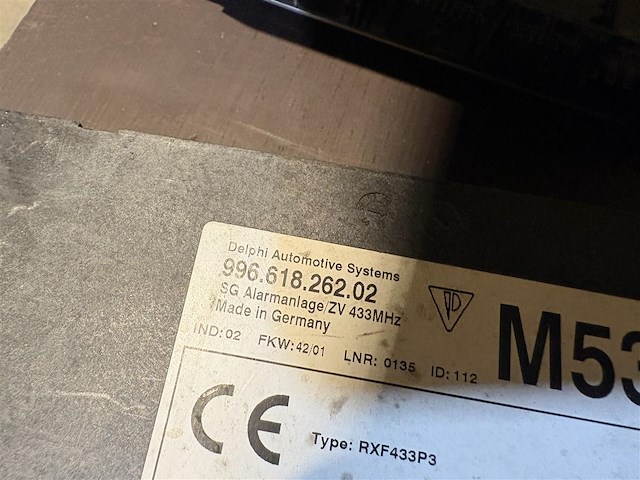 Delphi Automotive Systems
996.618.262.02
SG Alarmanlage/ZV 433MHz
Made in Germany
IND:02 FKW:42/01 LNR: 0135 ID:112
M53
CE
Type: RXF433P3